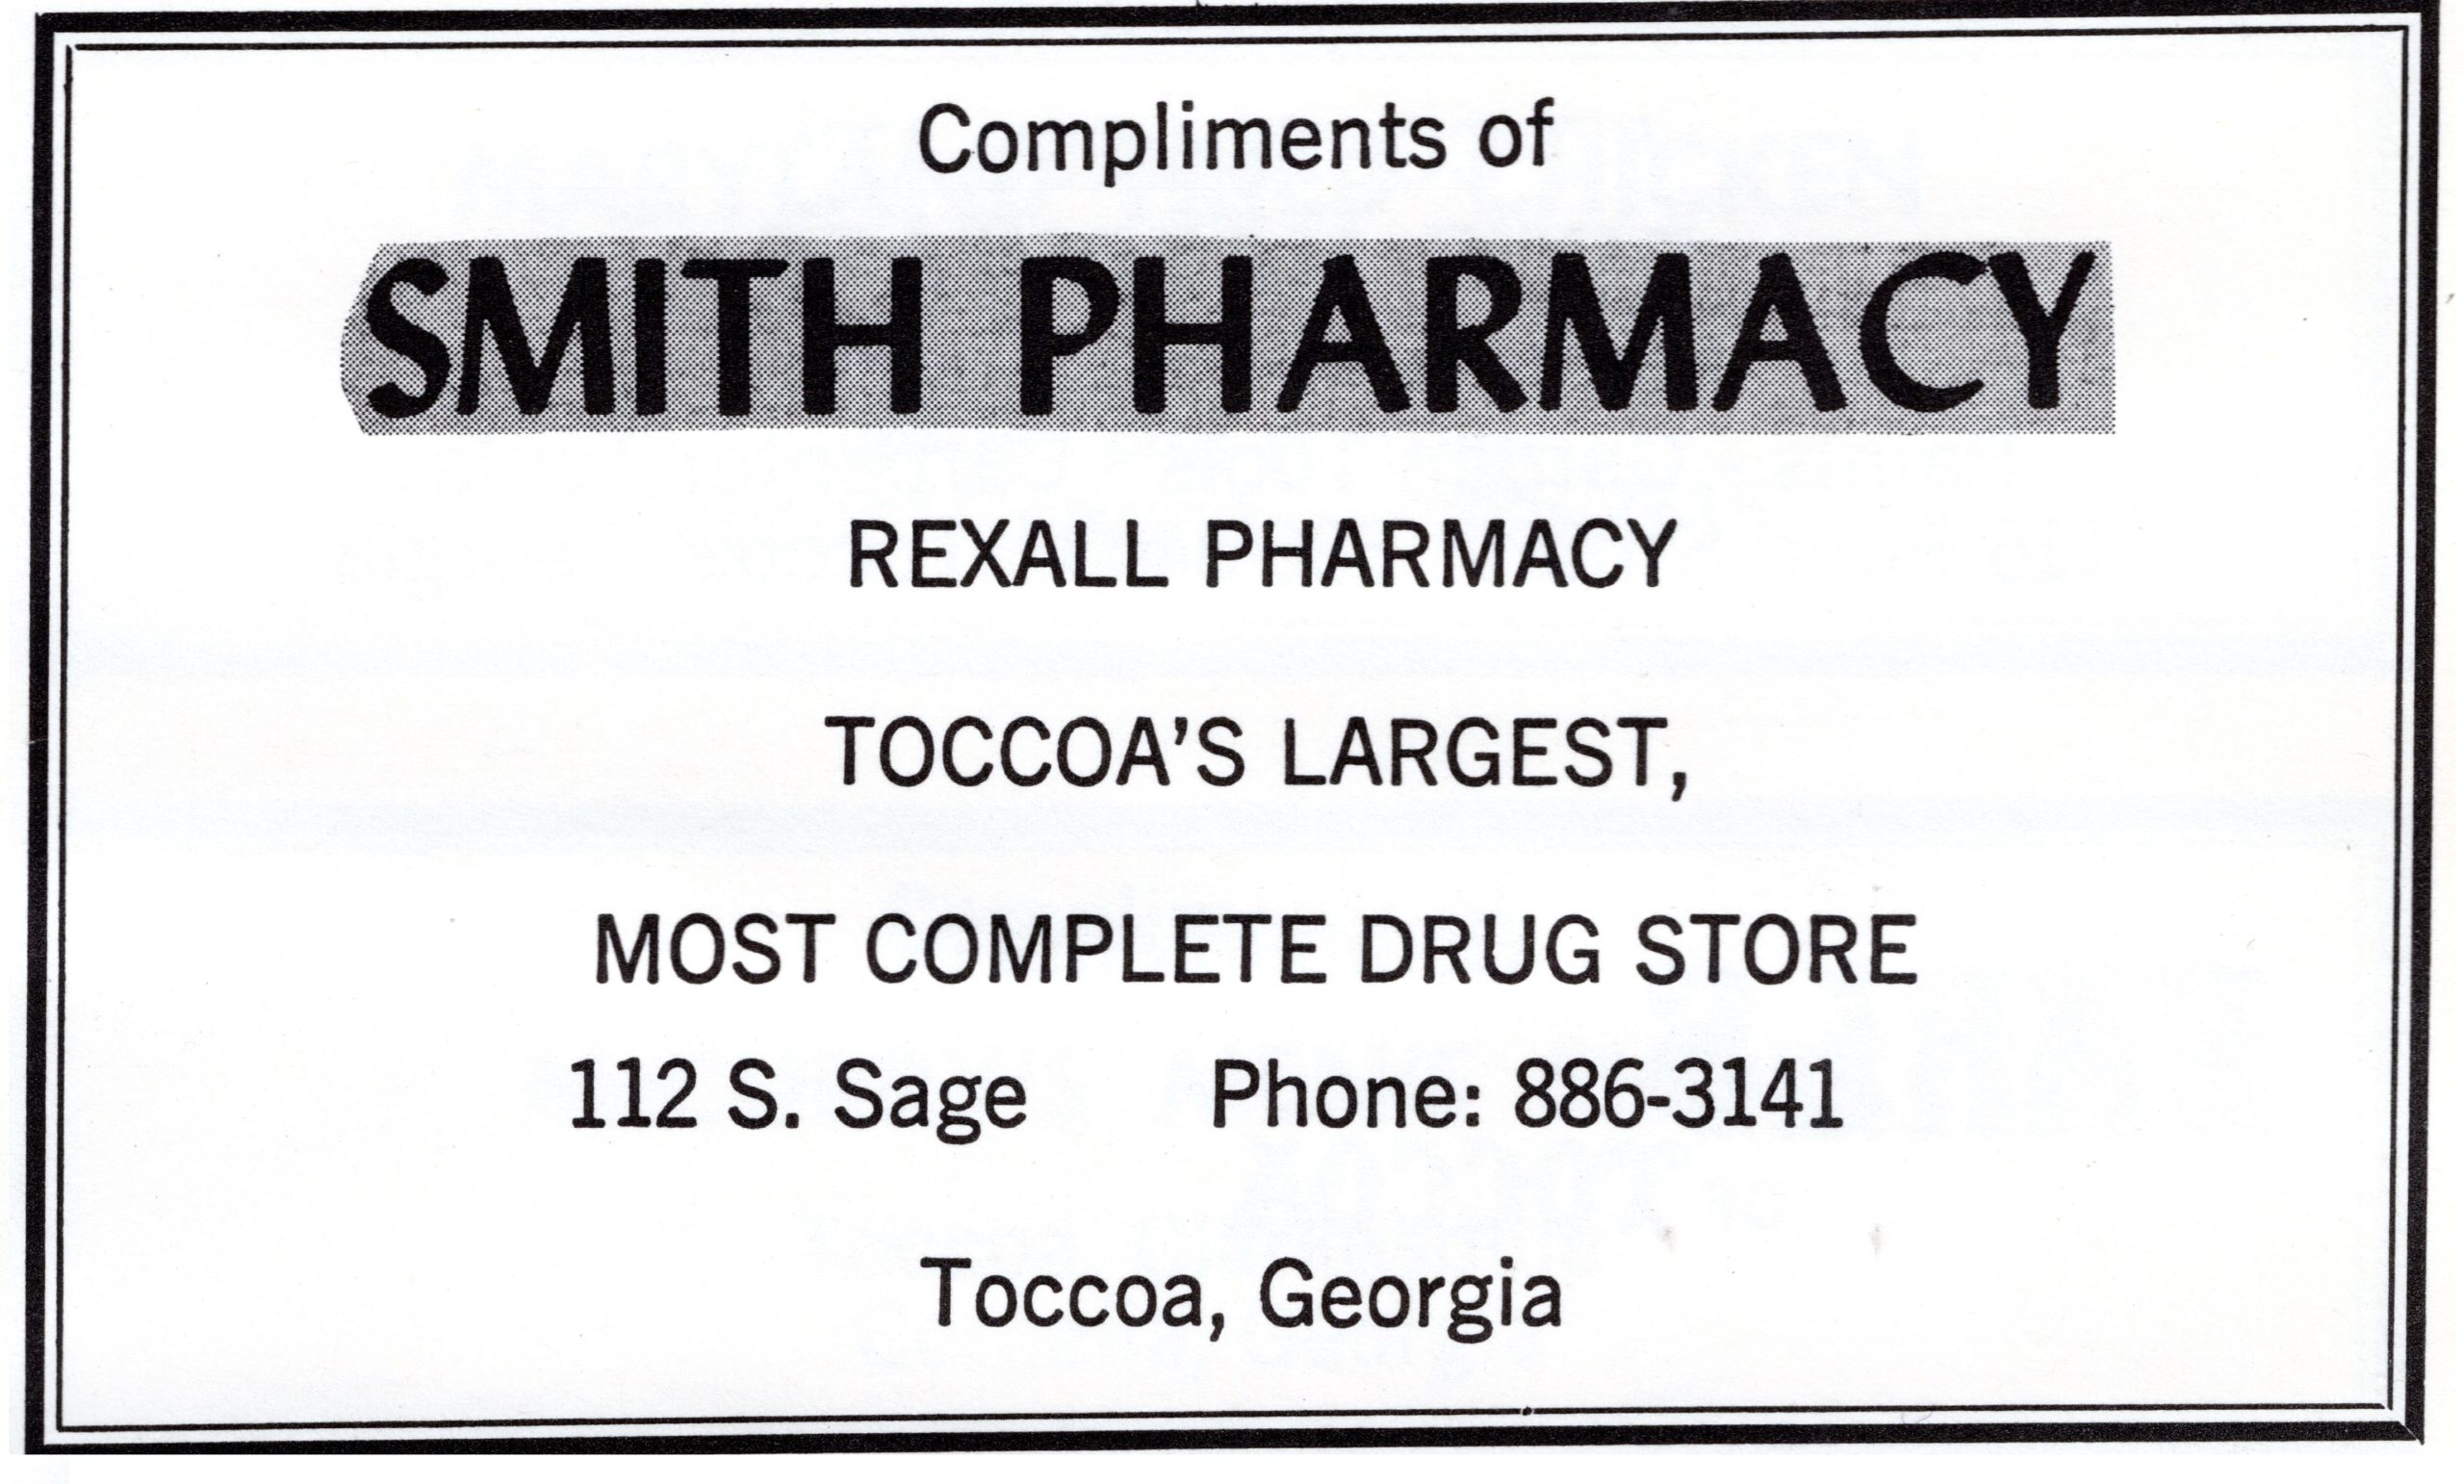 Compliments of
SMITH PHARMACY
REXALL PHARMACY
TOCCOA'S LARGEST,
MOST COMPLETE DRUG STORE
112 S. Sage Phone: 886-3141
Toccoa, Georgia